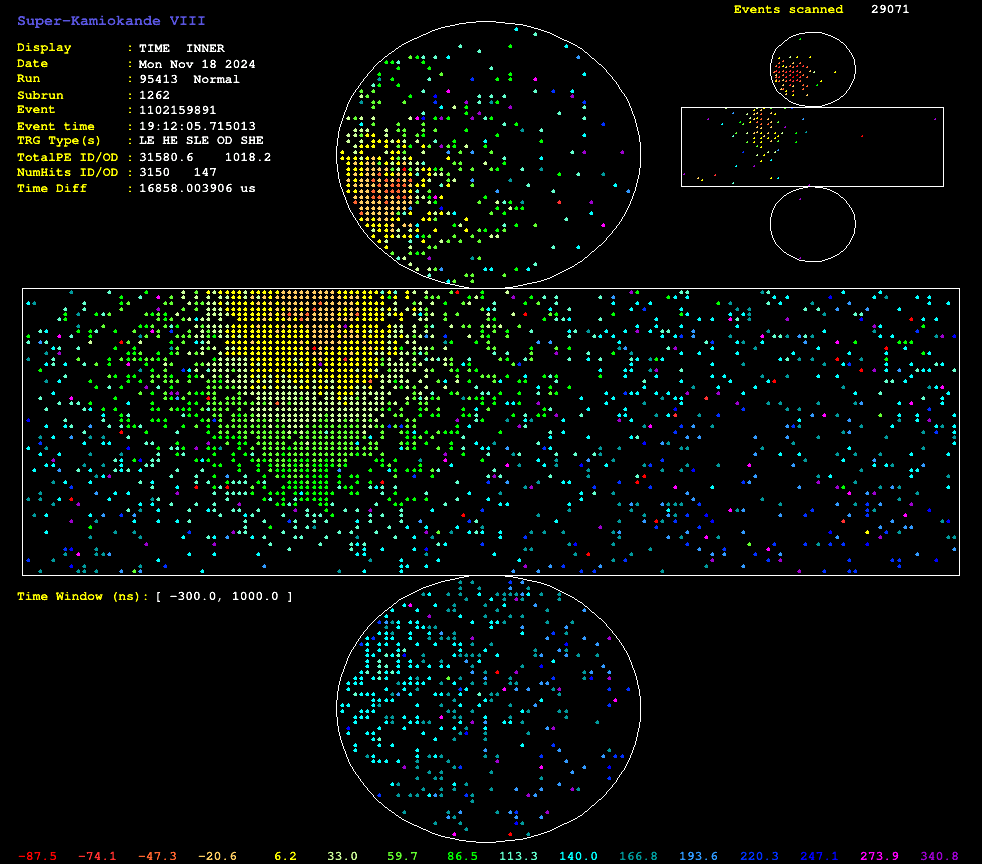 Super-Kamiokande VIII
Events scanned 29071
Display : TIME INNER
Date : Mon Nov 18 2024
Run : 95413 Normal
Subrun : 1262
Event : 1102159891
Event time : 19:12:05.715013
TRG Type(s) : LE HE SLE OD SHE
TotalPE ID/OD : 31580.6 1018.2
NumHits ID/OD : 3150 147
Time Diff : 16858.003906 us
Time Window (ns): [ -300.0, 1000.0 ]
-87.5 -74.1 -47.3 -20.6 6.2 33.0 59.7 86.5 113.3 140.0 166.8 193.6 220.3 247.1 273.9 340.8